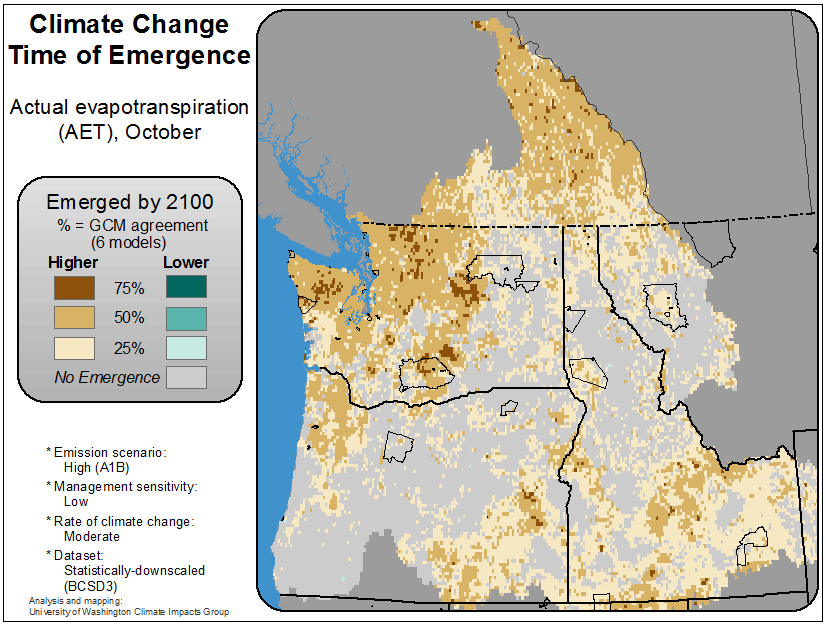 Climate Change
Time of Emergence
Actual evapotranspiration
(AET), October
Emerged by 2100
% = GCM agreement
(6 models)
Higher Lower
75%
50%
25%
No Emergence
* Emission scenario:
High (A1B)
* Management sensitivity:
Low
* Rate of climate change:
Moderate
* Dataset:
Statistically-downscaled
(BCSD3)
Analysis and mapping:
University of Washington Climate Impacts Group